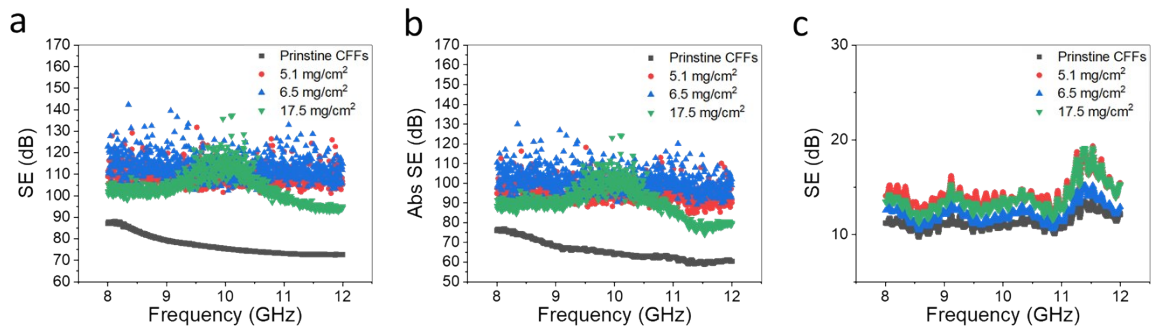 a
170
160
150
140
130
120
110
100
90
80
70
60
SE (dB)
8
9
10
11
12
Frequency (GHz)
Prinstine CFFs
5.1 mg/cm²
6.5 mg/cm²
17.5 mg/cm²
b
170
160
150
140
130
120
110
100
90
80
70
60
50
Abs SE (dB)
8
9
10
11
12
Frequency (GHz)
Prinstine CFFs
5.1 mg/cm²
6.5 mg/cm²
17.5 mg/cm²
c
30
20
10
SE (dB)
8
9
10
11
12
Frequency (GHz)
Prinstine CFFs
5.1 mg/cm²
6.5 mg/cm²
17.5 mg/cm²